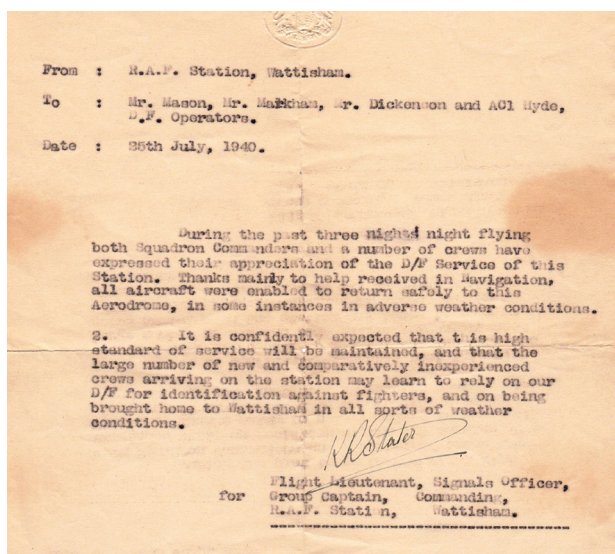 From : R.A.F. Station, Wattisham.
To : Mr. Mason, Mr. Markham, Mr. Dickenson and AC1 Hyde,
D.F. Operators.
Date : 25th July, 1940.
During the past three nights night flying
both Squadron Commanders and a number of crews have
expressed their appreciation of the D/F Service of this
Station. Thanks mainly to help received in Navigation,
all aircraft were enabled to return safely to this
Aerodrome, in some instances in adverse weather conditions.
2. It is confidently expected that this high
standard of service will be maintained, and that the
large number of new and comparatively inexperienced
crews arriving on the station may learn to rely on our
D/F for identification against fighters, and on being
brought home to Wattisham in all sorts of weather
conditions.
KRSlater
Flight Lieutenant, Signals Officer,
for Group Captain, Commanding,
R.A.F. Station, Wattisham.